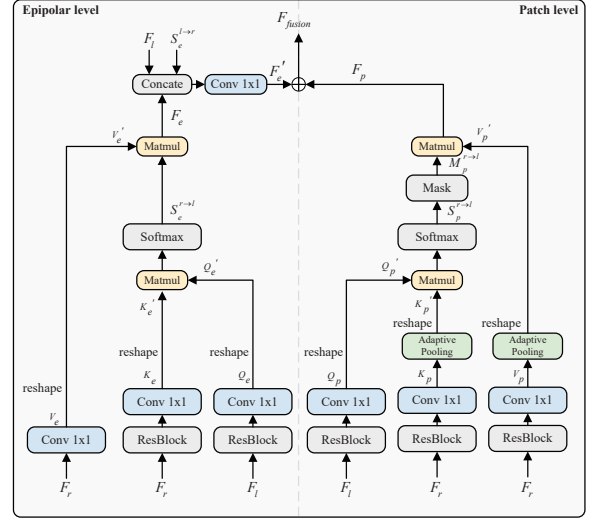 Epipolar level
Patch level
F_fusion
F_l
S_e^{l→r}
Concate
Conv 1x1
F_e'
F_p
F_e
V_e'
Matmul
Matmul
V_p'
M_p^{r→l}
Mask
S_e^{r→l}
S_p^{r→l}
Softmax
Softmax
Q_e'
Q_p'
Matmul
Matmul
K_e'
K_p'
reshape
reshape
reshape
reshape
reshape
reshape
Adaptive
Pooling
Adaptive
Pooling
K_e
Q_e
Q_p
K_p
V_p
Conv 1x1
Conv 1x1
Conv 1x1
Conv 1x1
Conv 1x1
V_e
Conv 1x1
ResBlock
ResBlock
ResBlock
ResBlock
ResBlock
F_r
F_r
F_l
F_l
F_r
F_r